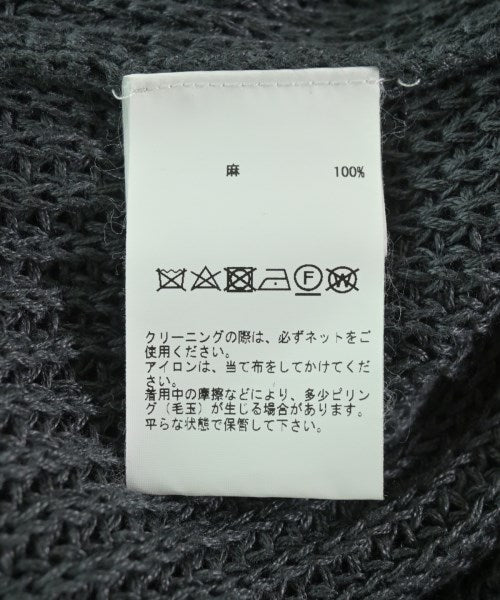 麻 100%
F W
クリーニングの際は、必ずネットをご
使用ください。
アイロンは、当て布をしてかけてくだ
さい。
着用中の摩擦などにより、多少ピリン
グ(毛玉)が生じる場合があります。
平らな状態で保管して下さい。